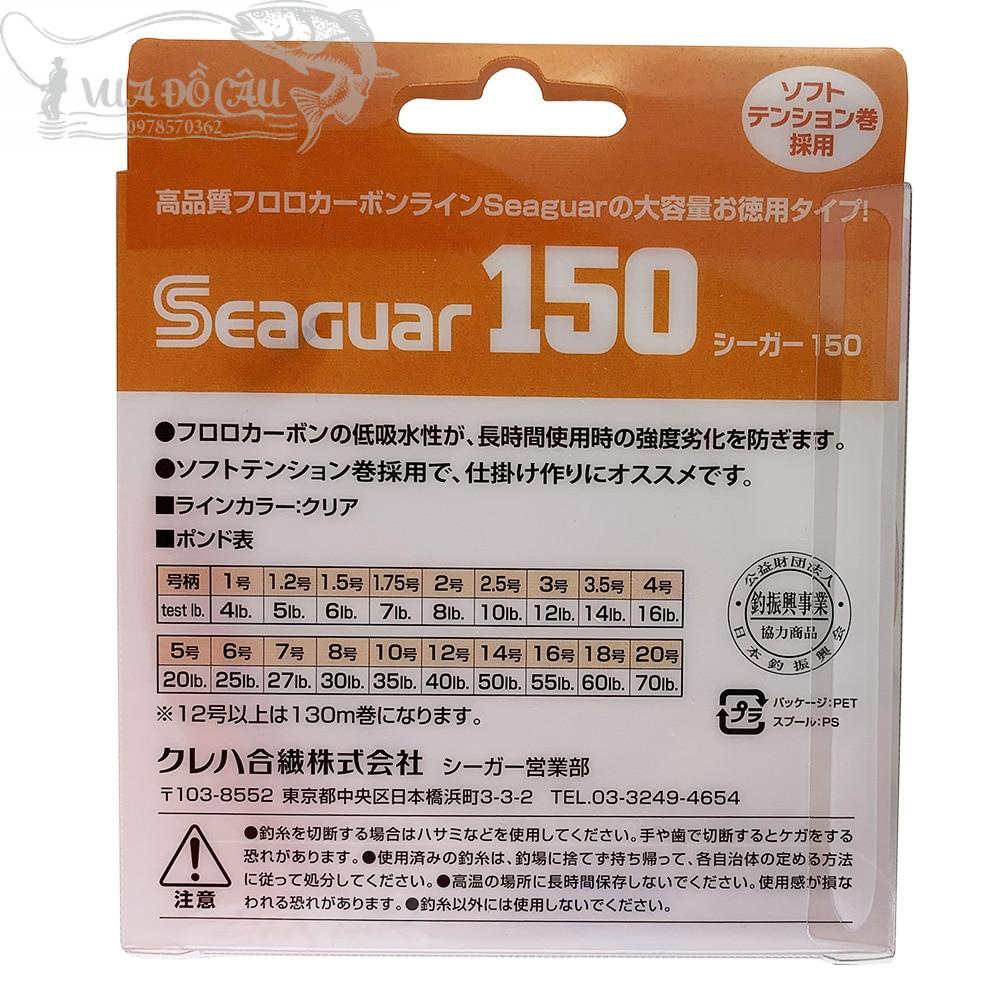 VUA ĐỒ CÂU
0978570362
ソフト
テンション巻
採用
高品質フロロカーボンラインSeaguarの大容量お徳用タイプ!
Seaguar 150 シーガー150
●フロロカーボンの低吸水性が、長時間使用時の強度劣化を防ぎます。
●ソフトテンション巻採用で、仕掛け作りにオススメです。
■ラインカラー:クリア
■ポンド表
号柄 1号 1.2号 1.5号 1.75号 2号 2.5号 3号 3.5号 4号
test lb. 4lb. 5lb. 6lb. 7lb. 8lb. 10lb. 12lb. 14lb. 16lb.
5号 6号 7号 8号 10号 12号 14号 16号 18号 20号
20lb. 25lb. 27lb. 30lb. 35lb. 40lb. 50lb. 55lb. 60lb. 70lb.
※12号以上は130m巻になります。
公益財団法人
釣振興事業
協力商品
日本釣振興会
プラ
パッケージ:PET
スプール:PS
クレハ合繊株式会社 シーガー営業部
〒103-8552 東京都中央区日本橋浜町3-3-2 TEL.03-3249-4654
注意
●釣糸を切断する場合はハサミなどを使用してください。手や歯で切断するとケガをする
恐れがあります。●使用済みの釣糸は、釣場に捨てず持ち帰って、各自治体の定める方法
に従って処分してください。●高温の場所に長時間保存しないでください。使用感が損な
われる恐れがあります。●釣糸以外には使用しないでください。